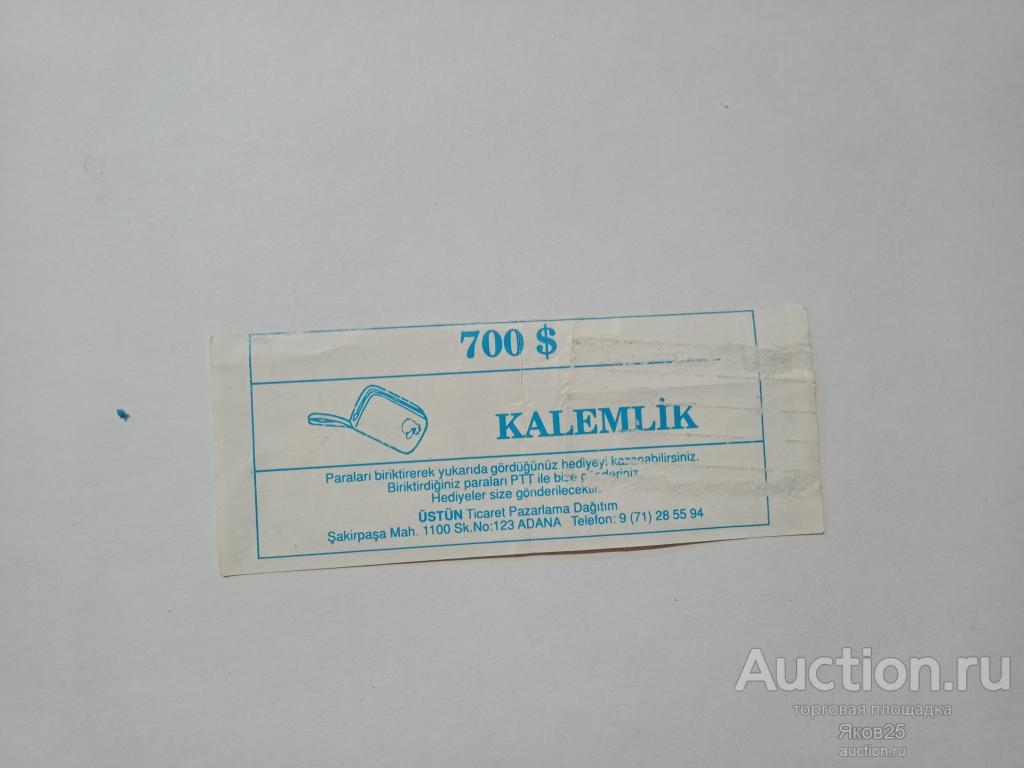 700 $
KALEMLİK
Paraları biriktirerek yukarıda gördüğünüz hediyeyi kazanabilirsiniz.
Biriktirdiğiniz paraları PTT ile bize gönderiniz.
Hediyeler size gönderilecektir.
ÜSTÜN Ticaret Pazarlama Dağıtım
Şakirpaşa Mah. 1100 Sk.No:123 ADANA Telefon: 9 (71) 28 55 94
Auction.ru
торговая площадка
Яков25
auction.ru